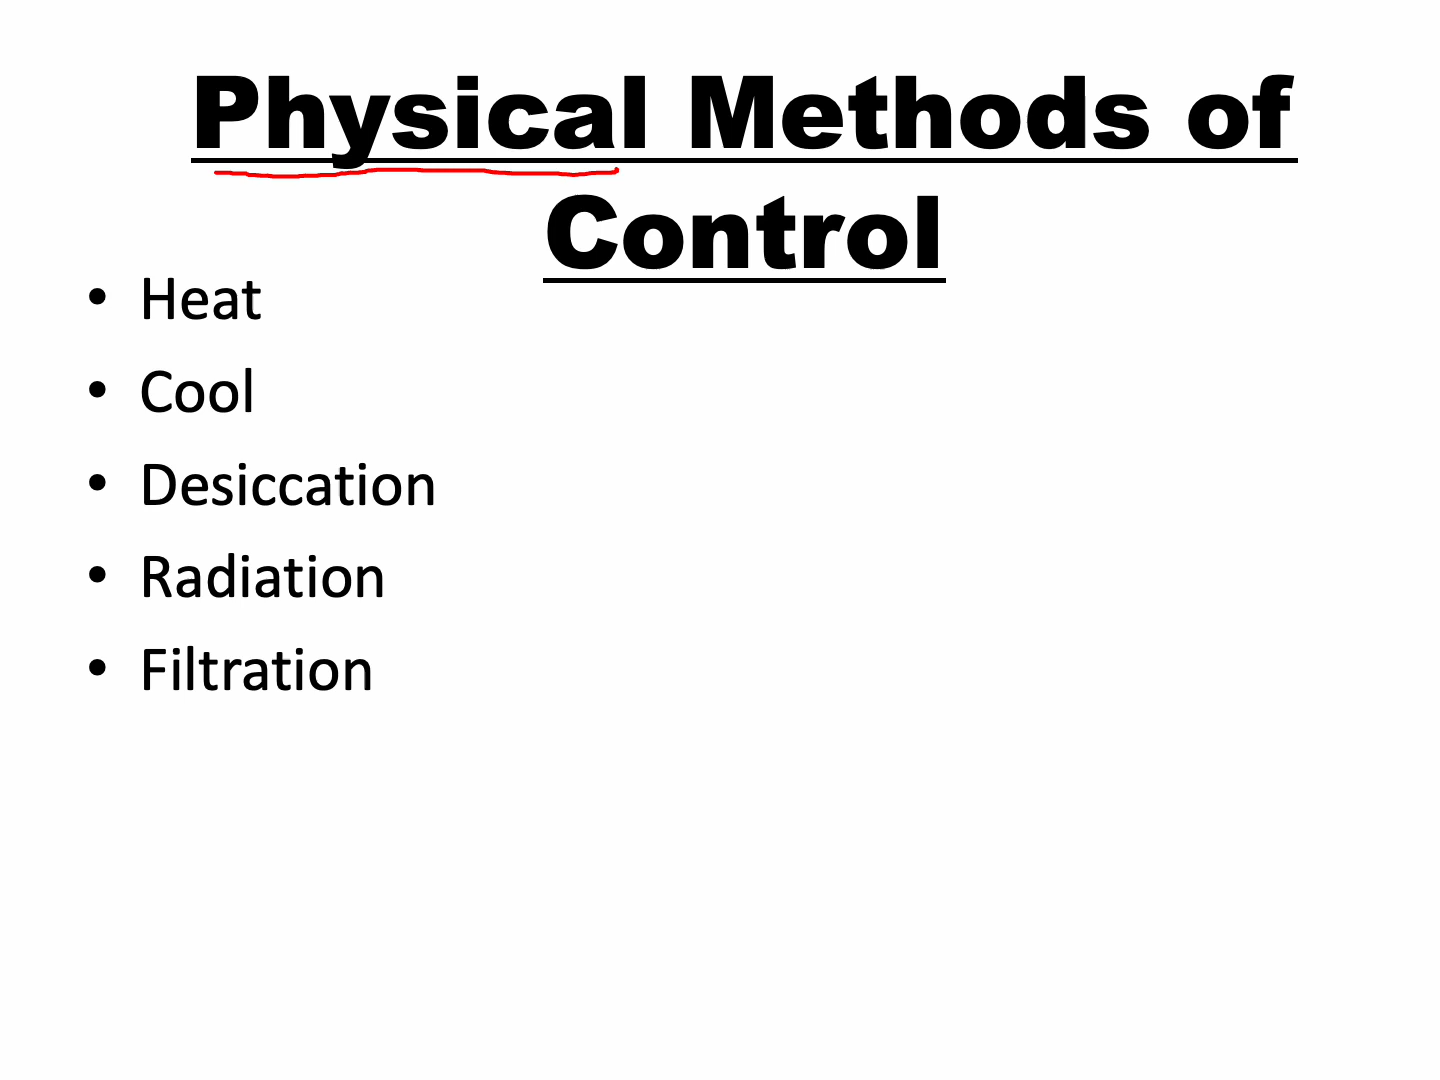 Physical Methods of
Control
• Heat
• Cool
• Desiccation
• Radiation
• Filtration